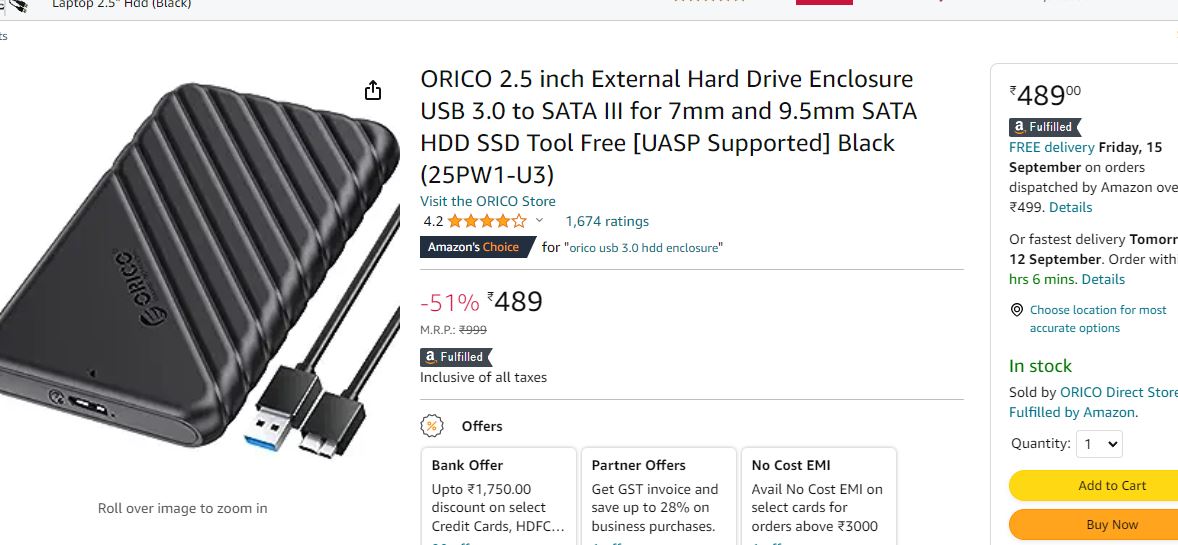 Laptop 2.5" Hdd (Black)
ts
ORICO 2.5 inch External Hard Drive Enclosure
USB 3.0 to SATA III for 7mm and 9.5mm SATA
HDD SSD Tool Free [UASP Supported] Black
(25PW1-U3)
Visit the ORICO Store
4.2 1,674 ratings
Amazon's Choice for "orico usb 3.0 hdd enclosure"
-51% ₹489
M.R.P.: ₹999
a Fulfilled
Inclusive of all taxes
% Offers
Bank Offer
Upto ₹1,750.00
discount on select
Credit Cards, HDFC…
Partner Offers
Get GST invoice and
save up to 28% on
business purchases.
No Cost EMI
Avail No Cost EMI on
select cards for
orders above ₹3000
ORICO
Roll over image to zoom in
₹48900
a Fulfilled
FREE delivery Friday, 15
September on orders
dispatched by Amazon ove
₹499. Details
Or fastest delivery Tomorr
12 September. Order with
hrs 6 mins. Details
Choose location for most
accurate options
In stock
Sold by ORICO Direct Store
Fulfilled by Amazon.
Quantity: 1
Add to Cart
Buy Now